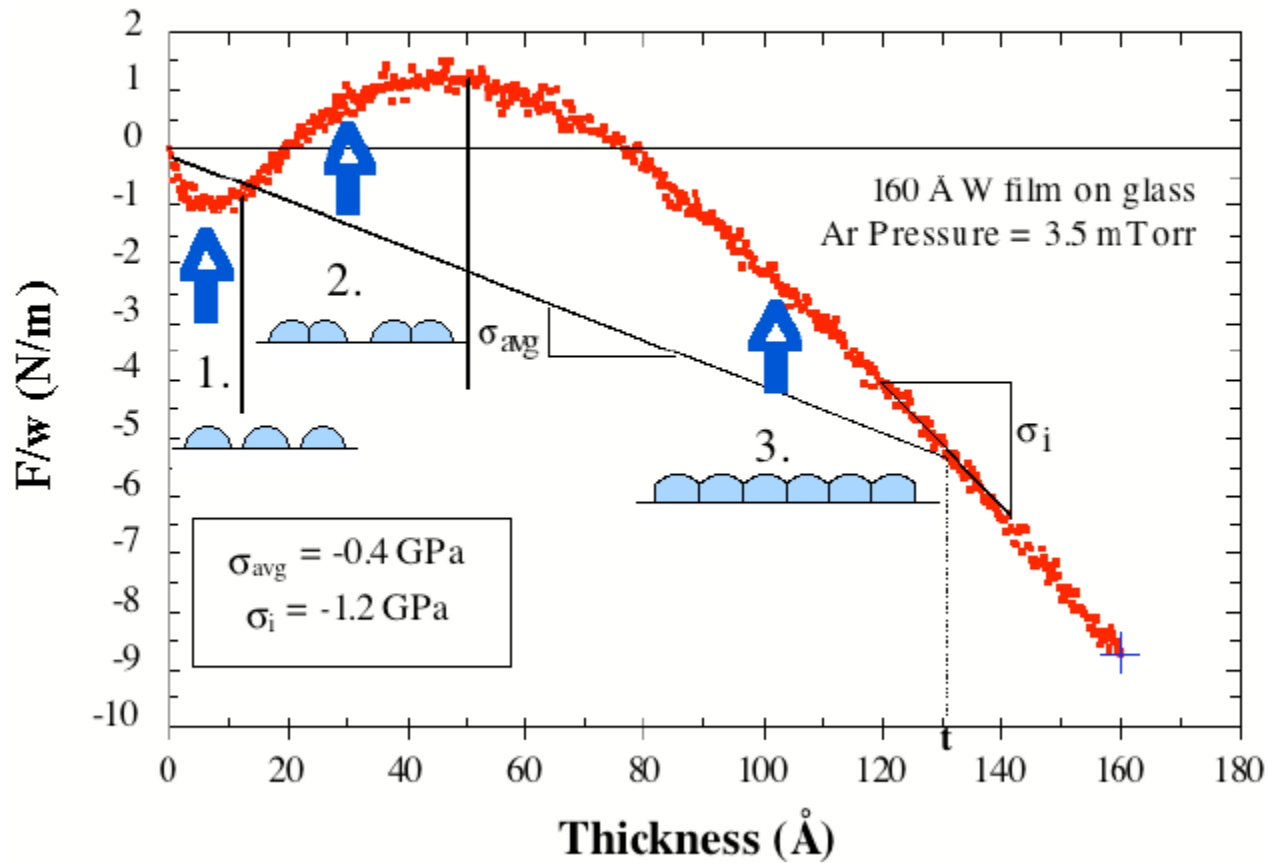 2
1
0
-1
-2
-3
-4
-5
-6
-7
-8
-9
-10
F/w (N/m)
160 Å W film on glass
Ar Pressure = 3.5 mTorr
1.
2.
3.
σavg
σi
σavg = -0.4 GPa
σi = -1.2 GPa
t
0 20 40 60 80 100 120 140 160 180
Thickness (Å)